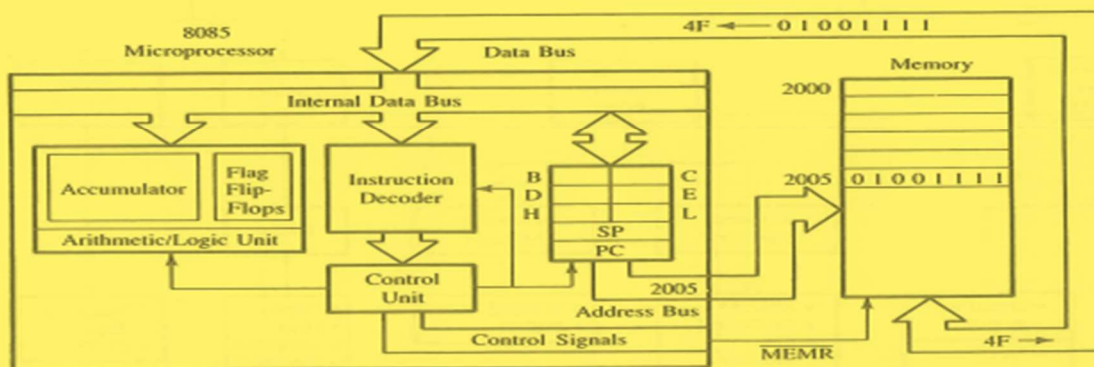 8085
Microprocessor
4F 0 1 0 0 1 1 1 1
Data Bus
Memory
2000
Internal Data Bus
Accumulator
Flag
Flip-
Flops
Instruction
Decoder
B
D
H
C
E
L
2005
0 1 0 0 1 1 1 1
SP
PC
Arithmetic/Logic Unit
Control
Unit
2005
Address Bus
Control Signals
MEMR
4F